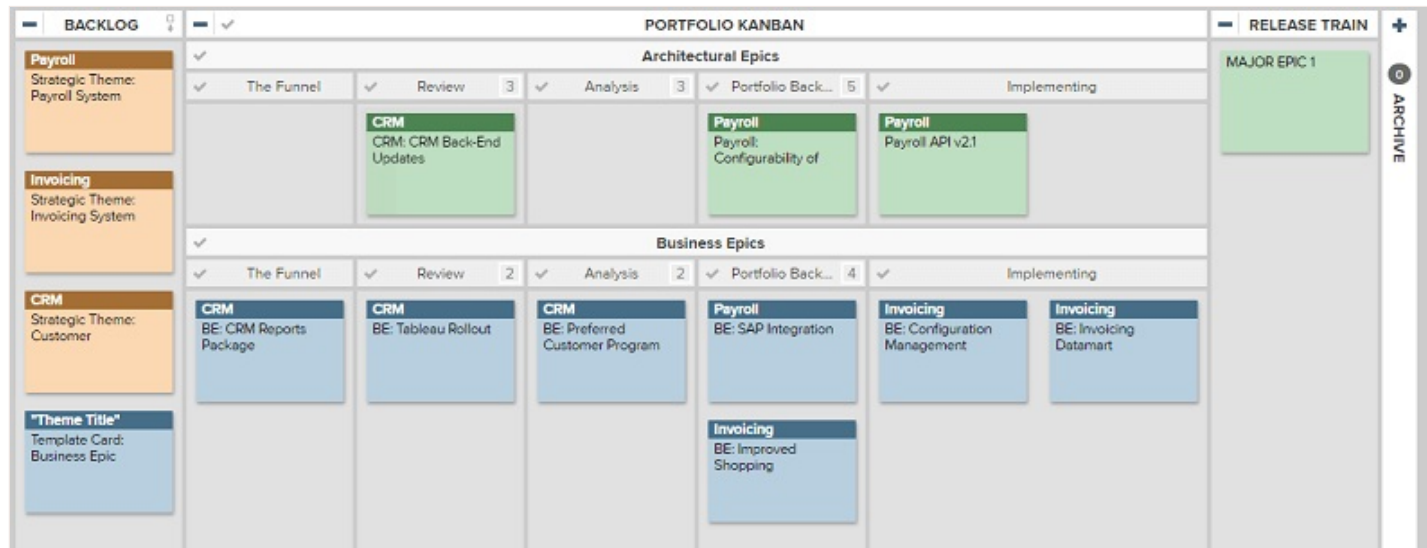 BACKLOG
PORTFOLIO KANBAN
RELEASE TRAIN
0 ARCHIVE
Payroll
Strategic Theme:
Payroll System
Invoicing
Strategic Theme:
Invoicing System
CRM
Strategic Theme:
Customer
"Theme Title"
Template Card:
Business Epic
Architectural Epics
The Funnel
Review 3
Analysis 3
Portfolio Back... 5
Implementing
CRM
CRM: CRM Back-End
Updates
Payroll
Payroll:
Configurability of
Payroll
Payroll API v2.1
Business Epics
The Funnel
Review 2
Analysis 2
Portfolio Back... 4
Implementing
CRM
BE: CRM Reports
Package
CRM
BE: Tableau Rollout
CRM
BE: Preferred
Customer Program
Payroll
BE: SAP Integration
Invoicing
BE: Improved
Shopping
Invoicing
BE: Configuration
Management
Invoicing
BE: Invoicing
Datamart
MAJOR EPIC 1